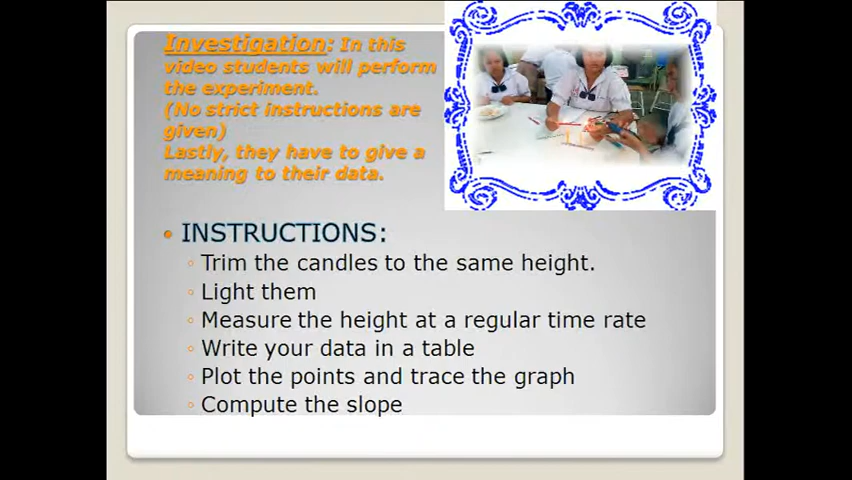 Investigation: In this
video students will perform
the experiment.
(No strict instructions are
given)
Lastly, they have to give a
meaning to their data.
INSTRUCTIONS:
Trim the candles to the same height.
Light them
Measure the height at a regular time rate
Write your data in a table
Plot the points and trace the graph
Compute the slope